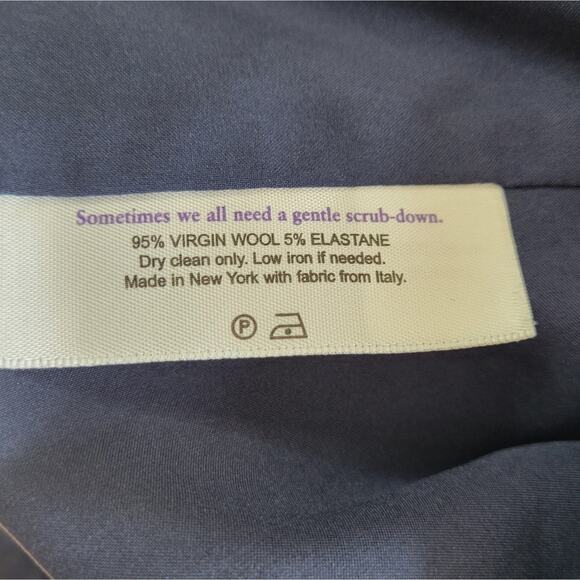 Sometimes we all need a gentle scrub-down.
95% VIRGIN WOOL 5% ELASTANE
Dry clean only. Low iron if needed.
Made in New York with fabric from Italy.
P